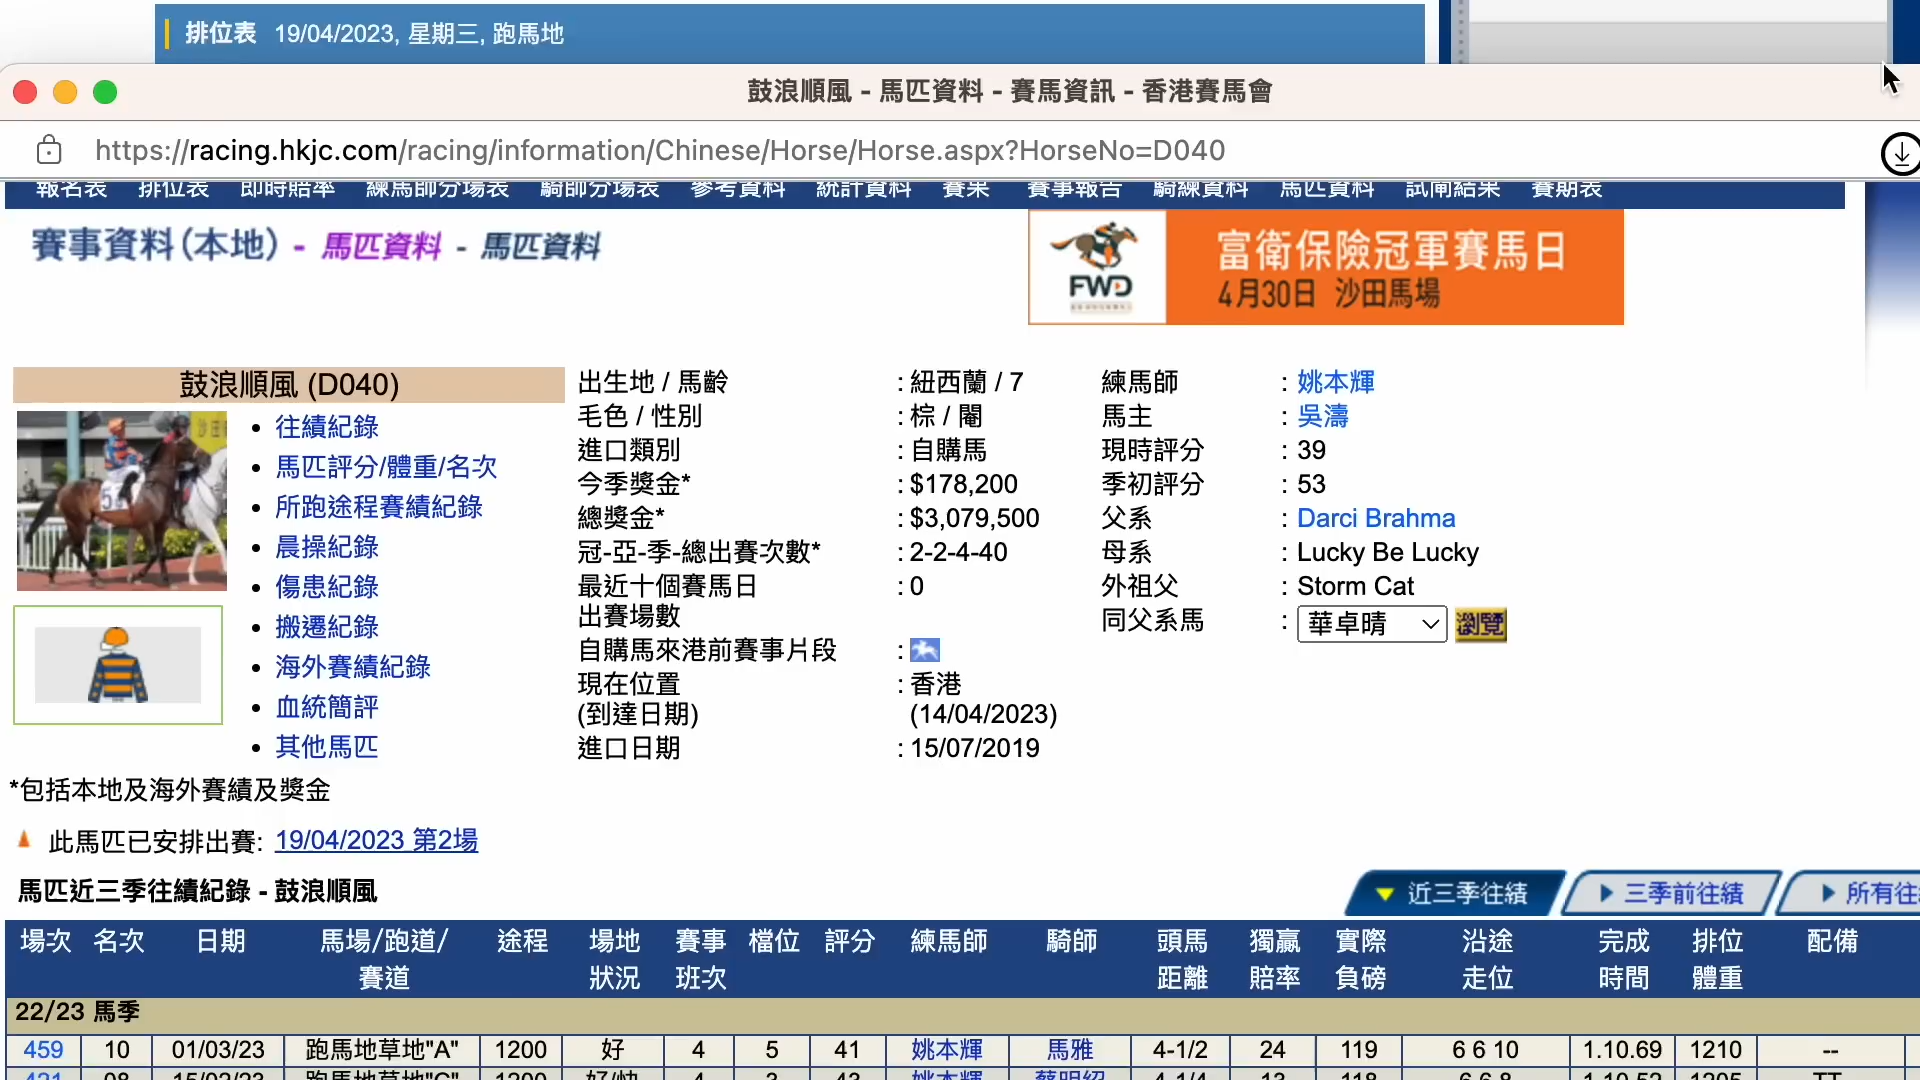 排位表 19/04/2023, 星期三, 跑馬地
鼓浪順風 - 馬匹資料 - 賽馬資訊 - 香港賽馬會
https://racing.hkjc.com/racing/information/Chinese/Horse/Horse.aspx?HorseNo=D040
報名表 排位表 即時賠率 練馬師分場表 騎師分場表 參考資料 統計資料 賽果 賽事報告 騎練資料 馬匹資料 試閘結果 賽期表
賽事資料(本地) - 馬匹資料 - 馬匹資料
FWD
富衛保險冠軍賽馬日
4月30日 沙田馬場
鼓浪順風 (D040)
往績紀錄
馬匹評分/體重/名次
所跑途程賽績紀錄
晨操紀錄
傷患紀錄
搬遷紀錄
海外賽績紀錄
血統簡評
其他馬匹
出生地 / 馬齡 : 紐西蘭 / 7
毛色 / 性別 : 棕 / 閹
進口類別 : 自購馬
今季獎金* : $178,200
總獎金* : $3,079,500
冠-亞-季-總出賽次數* : 2-2-4-40
最近十個賽馬日 : 0
出賽場數
自購馬來港前賽事片段 :
現在位置 : 香港
(到達日期) (14/04/2023)
進口日期 : 15/07/2019
練馬師 : 姚本輝
馬主 : 吳濤
現時評分 : 39
季初評分 : 53
父系 : Darci Brahma
母系 : Lucky Be Lucky
外祖父 : Storm Cat
同父系馬 : 華卓晴 瀏覽
*包括本地及海外賽績及獎金
此馬匹已安排出賽: 19/04/2023 第2場
馬匹近三季往績紀錄 - 鼓浪順風
近三季往績 三季前往績 所有往
場次 名次 日期 馬場/跑道/ 途程 場地 賽事 檔位 評分 練馬師 騎師 頭馬 獨贏 實際 沿途 完成 排位 配備
賽道 狀況 班次 距離 賠率 負磅 走位 時間 體重
22/23 馬季
459 10 01/03/23 跑馬地草地"A" 1200 好 4 5 41 姚本輝 馬雅 4-1/2 24 119 6 6 10 1.10.69 1210 --